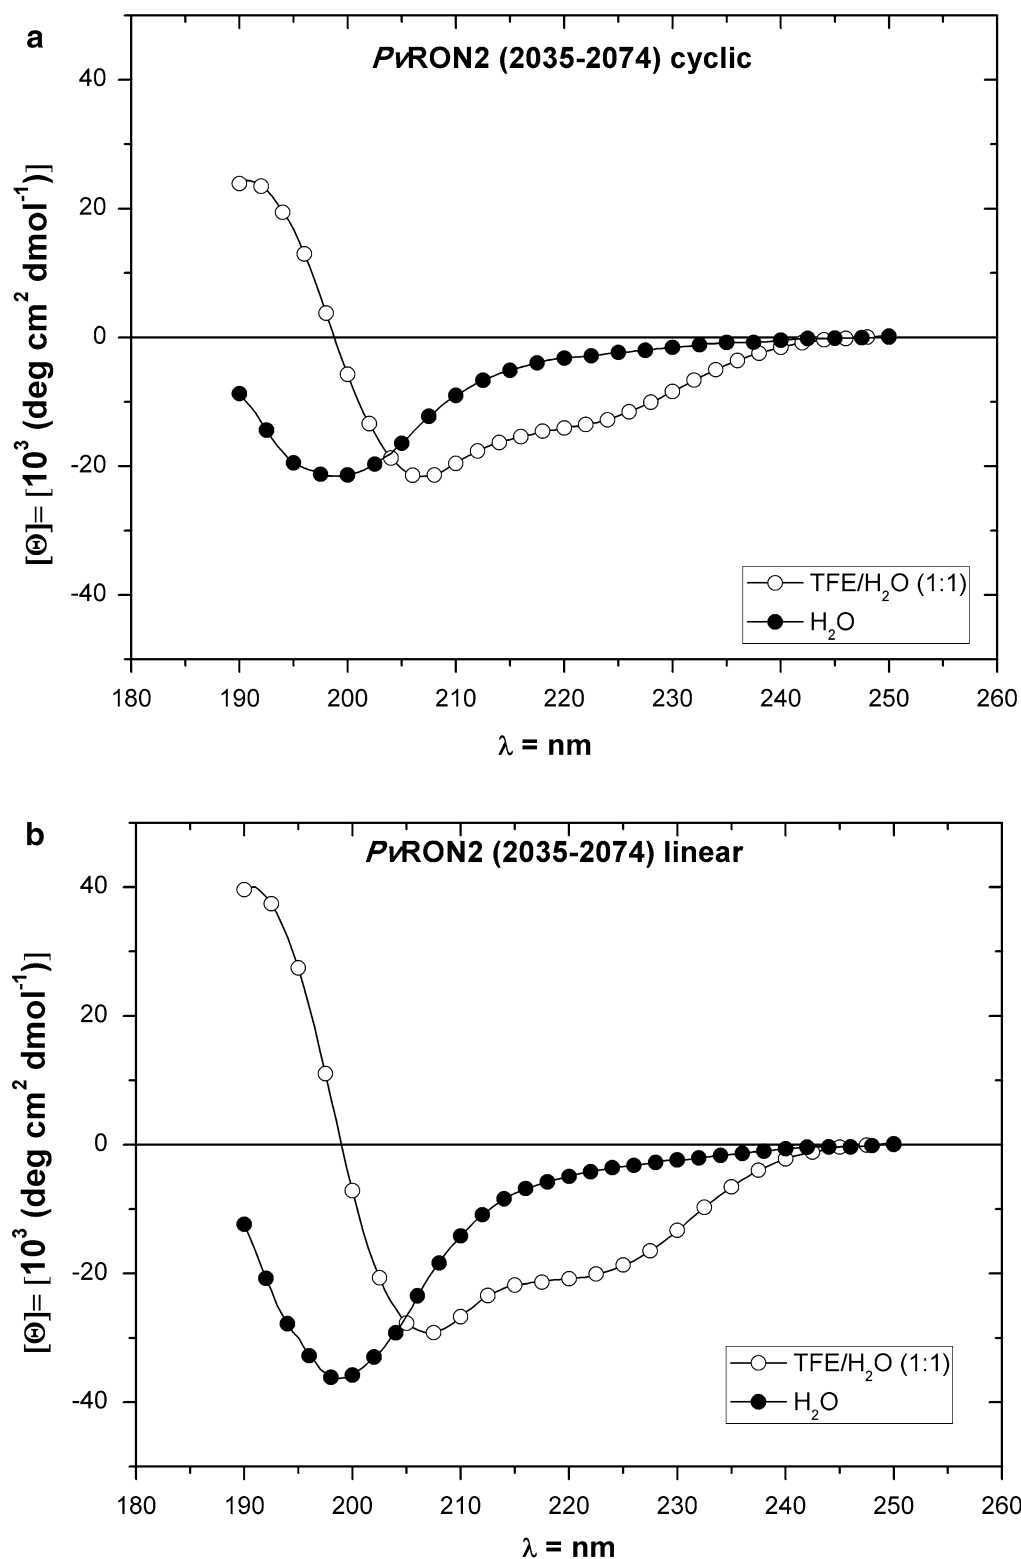 a
PvRON2 (2035-2074) cyclic
[Θ]= [10³ (deg cm² dmol⁻¹)]
40
20
0
-20
-40
TFE/H₂O (1:1)
H₂O
180 190 200 210 220 230 240 250 260
λ = nm
b
PvRON2 (2035-2074) linear
[Θ]= [10³ (deg cm² dmol⁻¹)]
40
20
0
-20
-40
TFE/H₂O (1:1)
H₂O
180 190 200 210 220 230 240 250 260
λ = nm